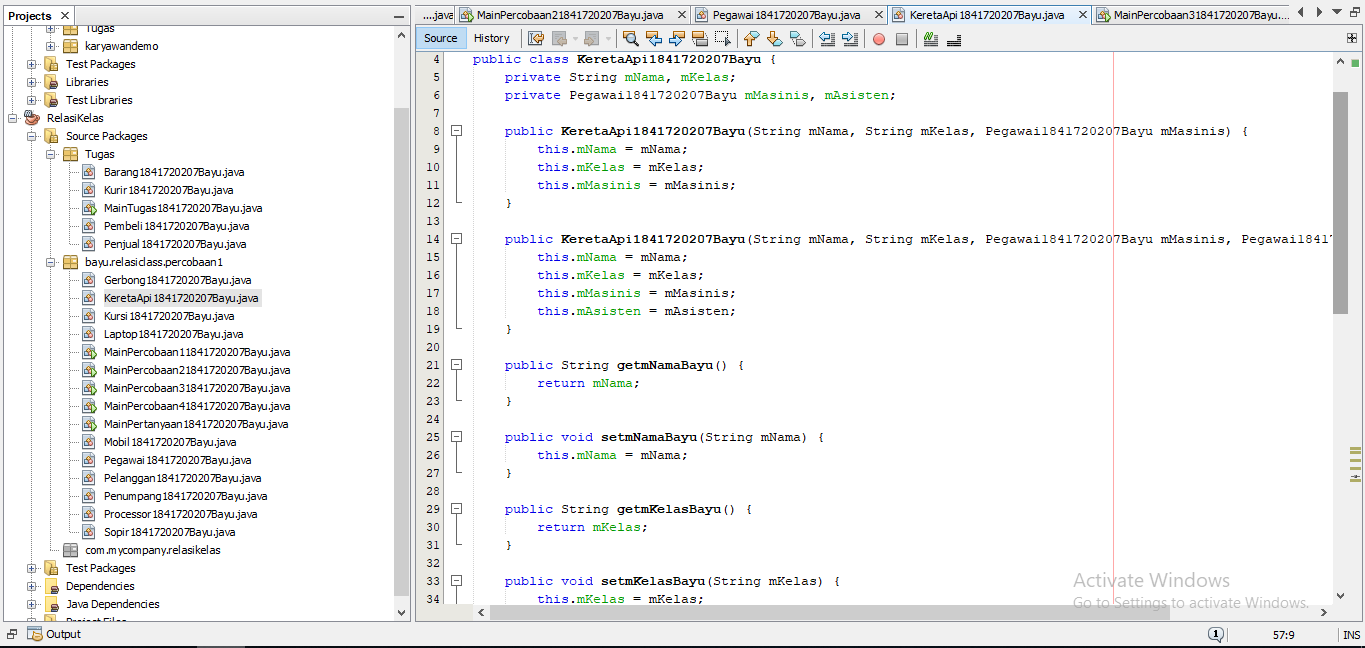 Projects
Tugas
karyawandemo
Test Packages
Libraries
Test Libraries
RelasiKelas
Source Packages
Tugas
Barang1841720207Bayu.java
Kurir1841720207Bayu.java
MainTugas1841720207Bayu.java
Pembeli1841720207Bayu.java
Penjual1841720207Bayu.java
bayu.relasiclass.percobaan1
Gerbong1841720207Bayu.java
KeretaApi1841720207Bayu.java
Kursi1841720207Bayu.java
Laptop1841720207Bayu.java
MainPercobaan11841720207Bayu.java
MainPercobaan21841720207Bayu.java
MainPercobaan31841720207Bayu.java
MainPercobaan41841720207Bayu.java
MainPertanyaan1841720207Bayu.java
Mobil1841720207Bayu.java
Pegawai1841720207Bayu.java
Pelanggan1841720207Bayu.java
Penumpang1841720207Bayu.java
Processor1841720207Bayu.java
Sopir1841720207Bayu.java
com.mycompany.relasikelas
Test Packages
Dependencies
Java Dependencies
Project Files
Output
....java MainPercobaan21841720207Bayu.java Pegawai1841720207Bayu.java KeretaApi1841720207Bayu.java MainPercobaan31841720207Bayu....
Source History
4 public class KeretaApi1841720207Bayu {
5 private String mNama, mKelas;
6 private Pegawai1841720207Bayu mMasinis, mAsisten;
7
8 public KeretaApi1841720207Bayu(String mNama, String mKelas, Pegawai1841720207Bayu mMasinis) {
9 this.mNama = mNama;
10 this.mKelas = mKelas;
11 this.mMasinis = mMasinis;
12 }
13
14 public KeretaApi1841720207Bayu(String mNama, String mKelas, Pegawai1841720207Bayu mMasinis, Pegawai1841
15 this.mNama = mNama;
16 this.mKelas = mKelas;
17 this.mMasinis = mMasinis;
18 this.mAsisten = mAsisten;
19 }
20
21 public String getmNamaBayu() {
22 return mNama;
23 }
24
25 public void setmNamaBayu(String mNama) {
26 this.mNama = mNama;
27 }
28
29 public String getmKelasBayu() {
30 return mKelas;
31 }
32
33 public void setmKelasBayu(String mKelas) {
34 this.mKelas = mKelas;
Activate Windows
Go to Settings to activate Windows.
1 57:9 INS